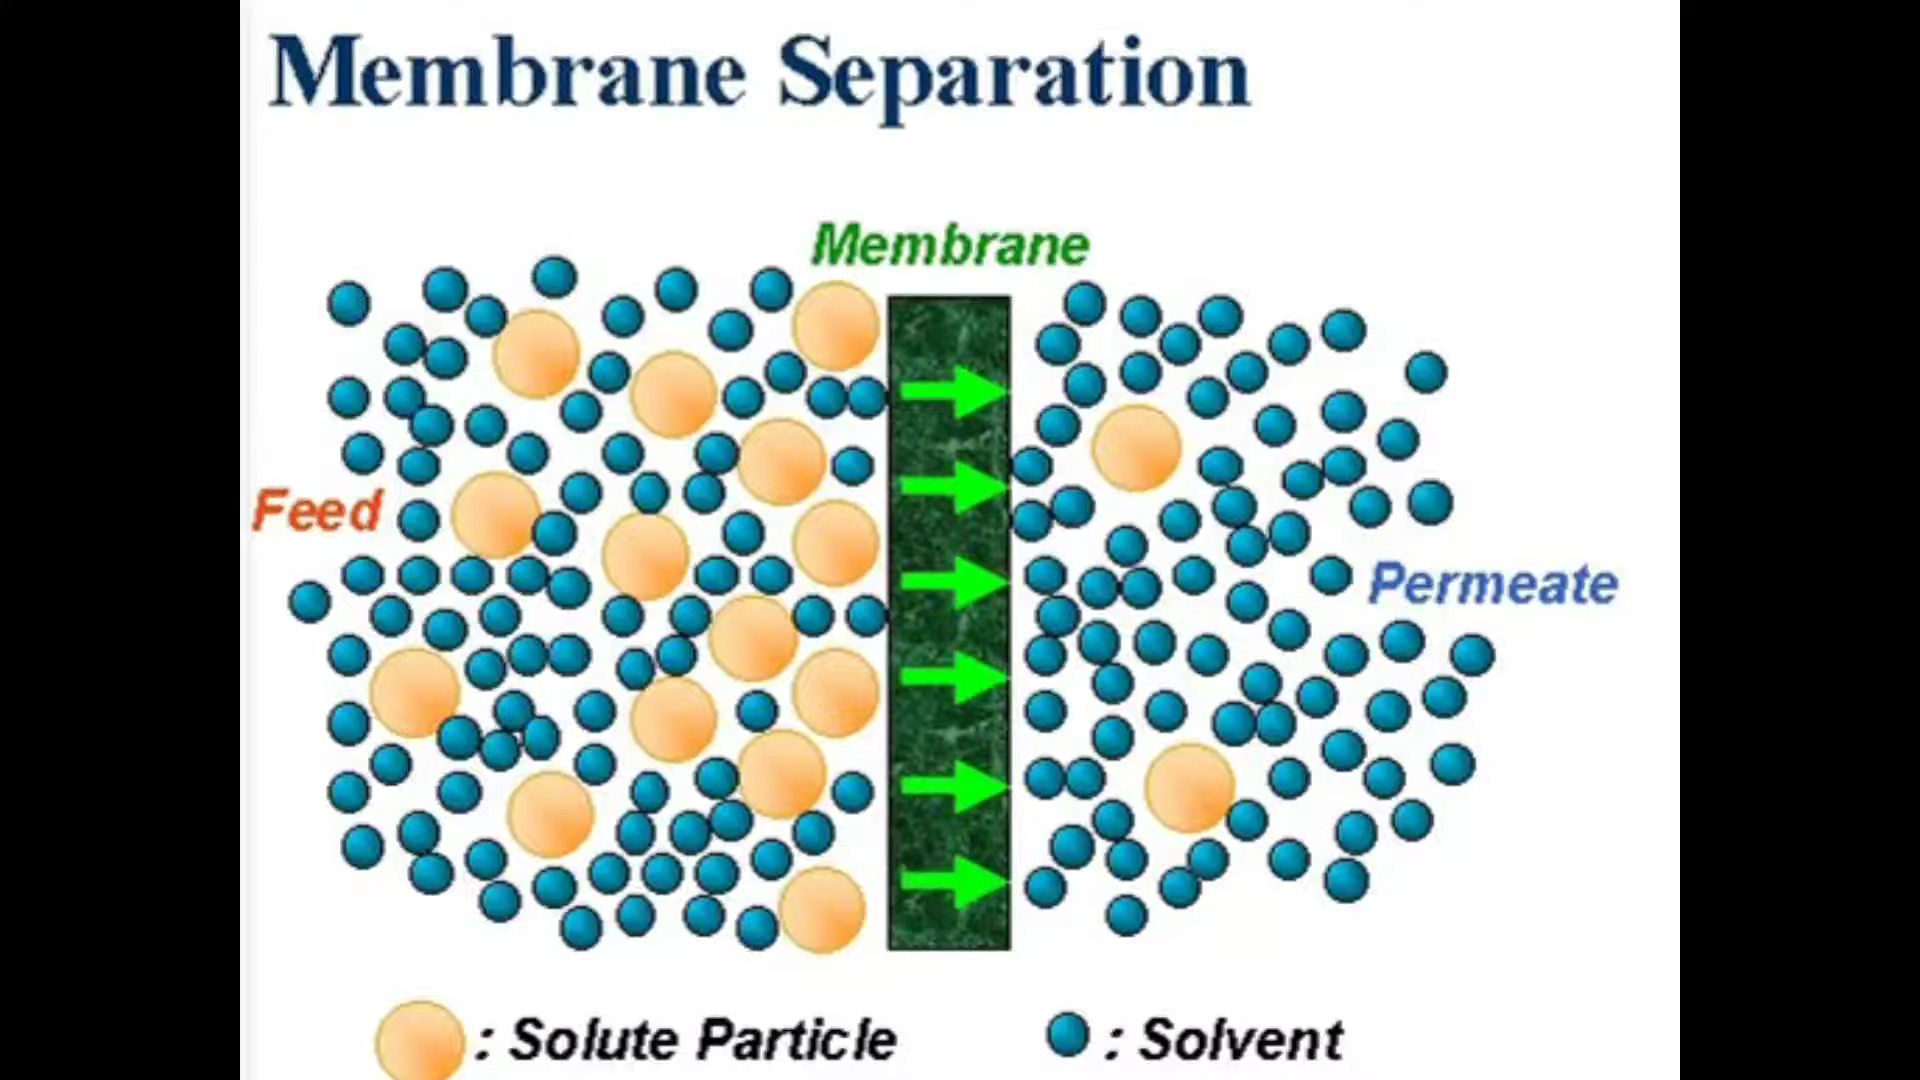 Membrane Separation
Membrane
Feed
Permeate
: Solute Particle
: Solvent